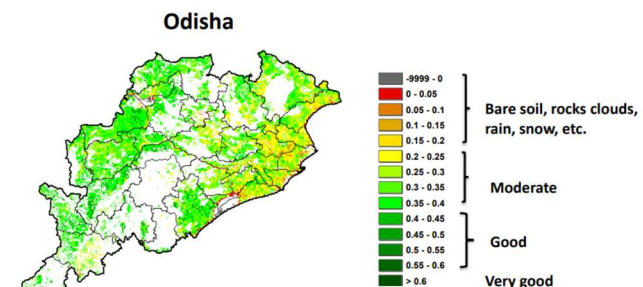 Odisha
-9999 - 0
0 - 0.05
0.05 - 0.1
0.1 - 0.15
0.15 - 0.2
0.2 - 0.25
0.25 - 0.3
0.3 - 0.35
0.35 - 0.4
0.4 - 0.45
0.45 - 0.5
0.5 - 0.55
0.55 - 0.6
> 0.6
Bare soil, rocks clouds,
rain, snow, etc.
Moderate
Good
Very good